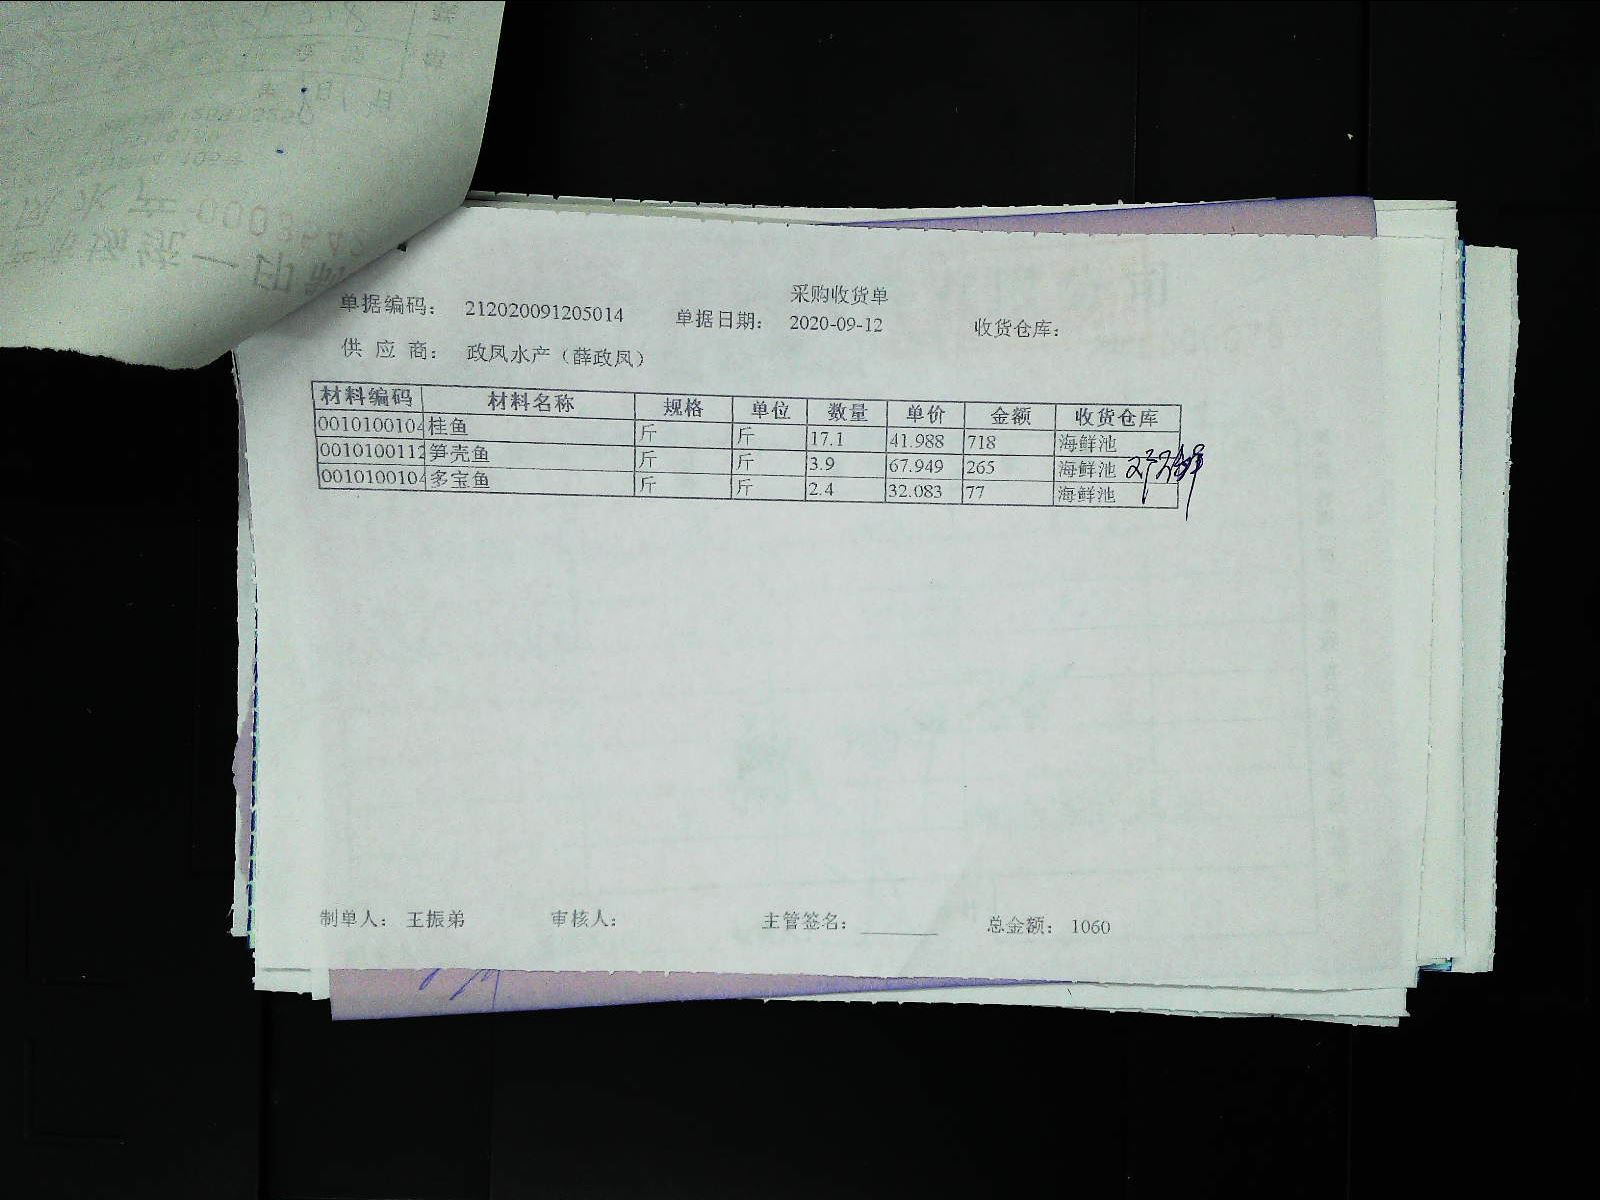 采购收货单
单据编码： 212020091205014 单据日期： 2020-09-12 收货仓库：
供 应 商： 政凤水产（薛政凤）
材料编码 材料名称 规格 单位 数量 单价 金额 收货仓库
0010100104 桂鱼 斤 斤 17.1 41.988 718 海鲜池
0010100112 笋壳鱼 斤 斤 3.9 67.949 265 海鲜池
0010100104 多宝鱼 斤 斤 2.4 32.083 77 海鲜池
制单人： 王振弟 审核人： 主管签名： 总金额： 1060